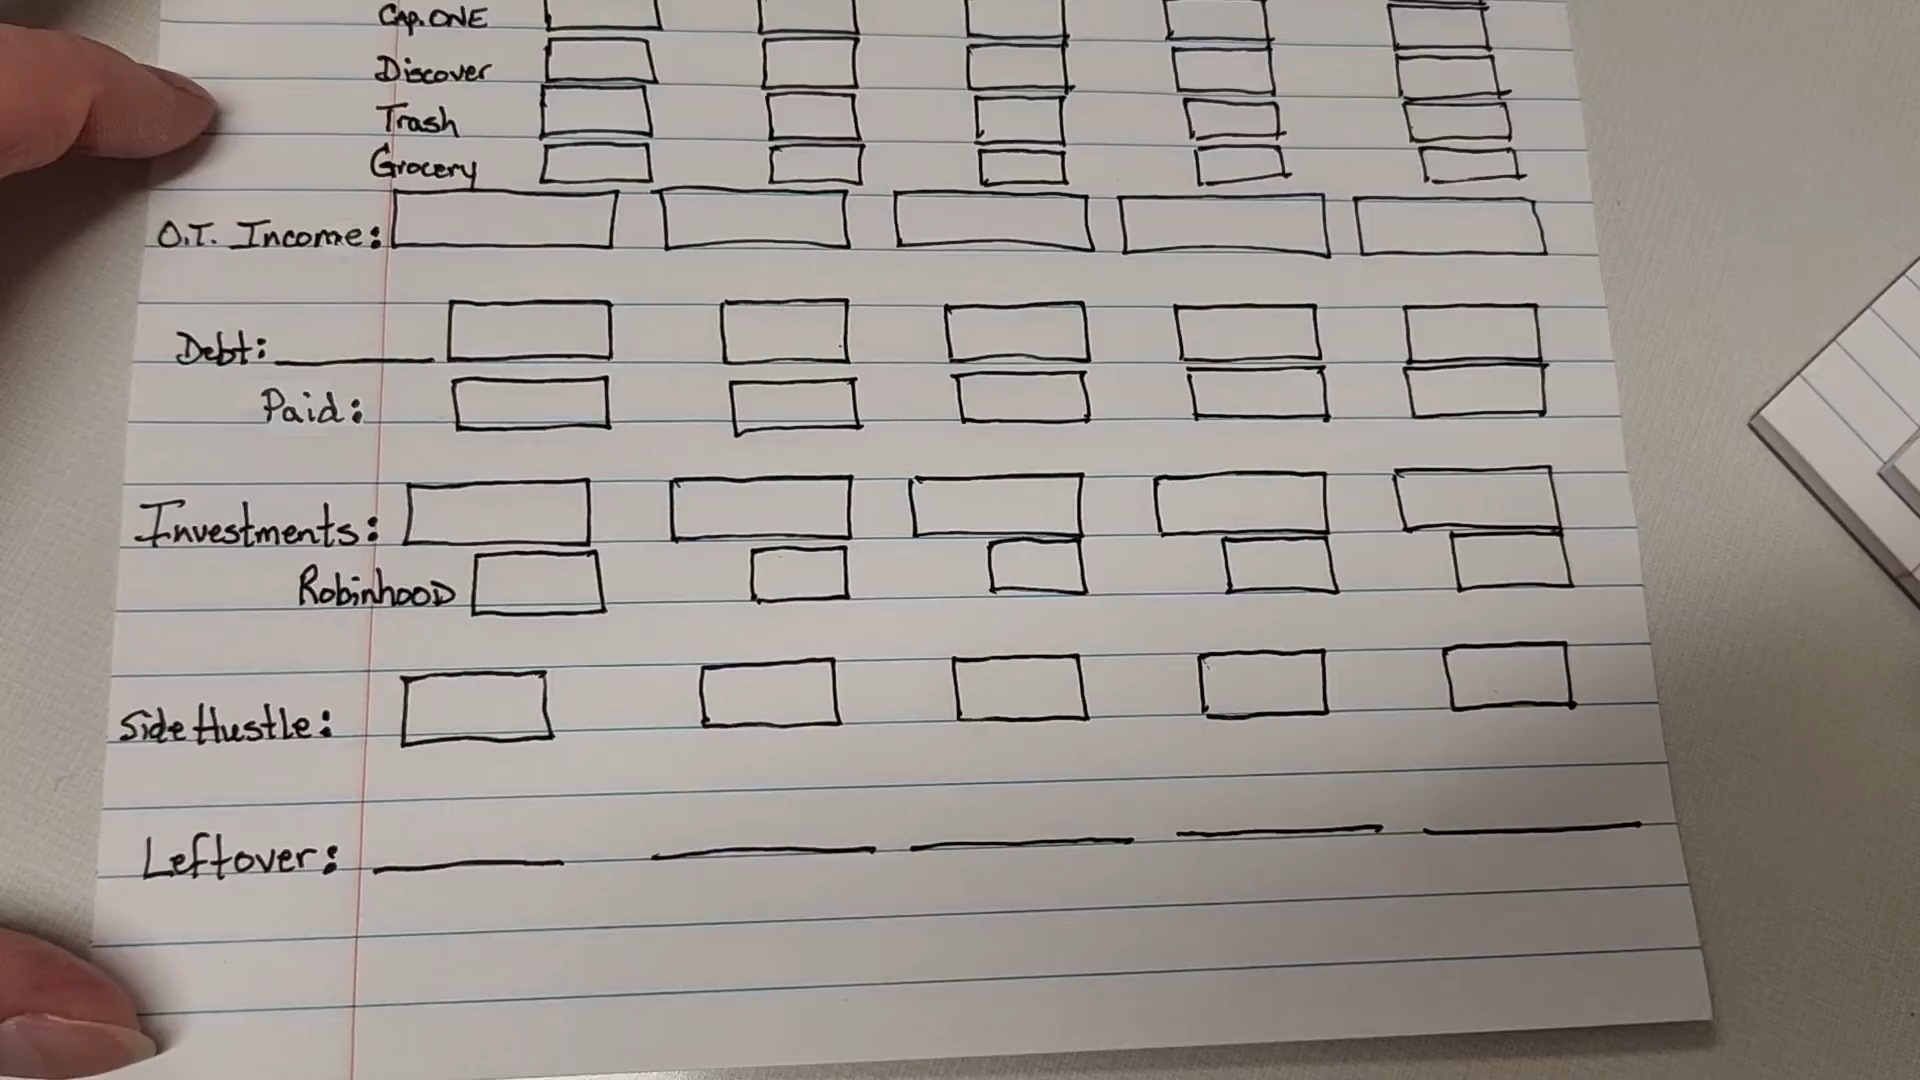 Cap.ONE
Discover
Trash
Grocery
O.T. Income:
Debt:
Paid:
Investments:
RobinhooD
Side Hustle:
Leftover: